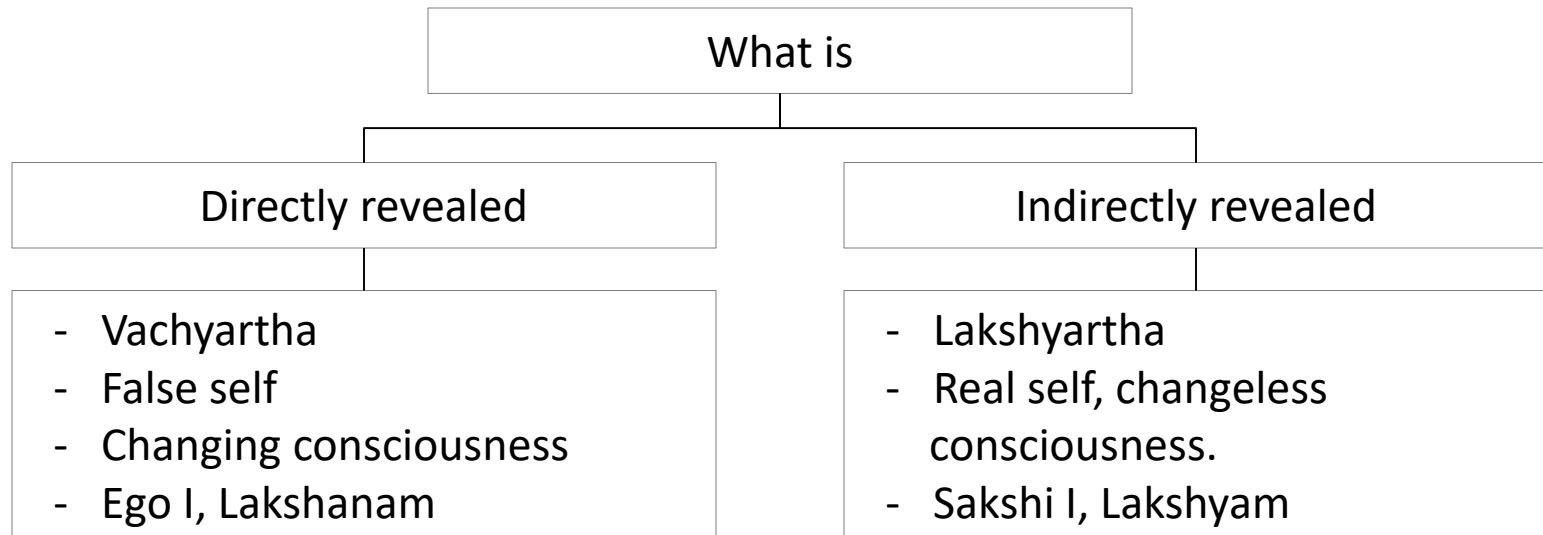 What is
Directly revealed
Indirectly revealed
- Vachyartha
- False self
- Changing consciousness
- Ego I, Lakshanam
- Lakshyartha
- Real self, changeless
consciousness.
- Sakshi I, Lakshyam